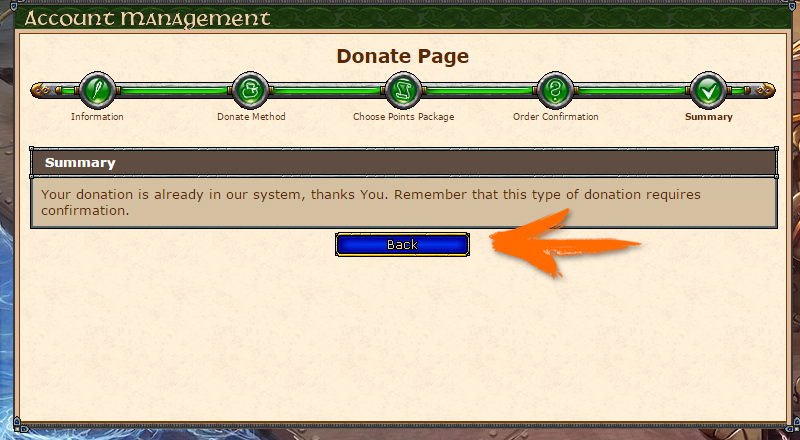 Account Management
Donate Page
Information
Donate Method
Choose Points Package
Order Confirmation
Summary
Summary
Your donation is already in our system, thanks You. Remember that this type of donation requires
confirmation.
Back